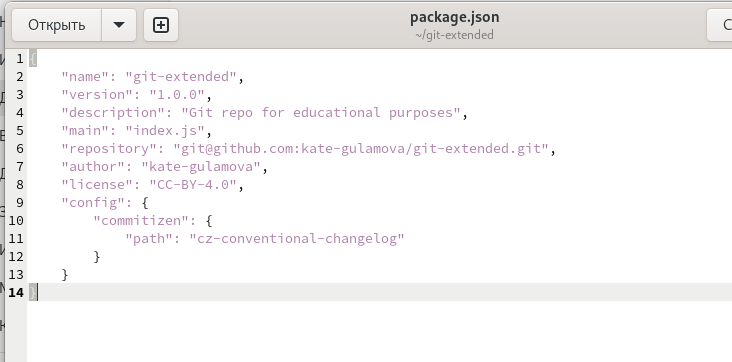 Открыть
package.json
~/git-extended
1 {
2 "name": "git-extended",
3 "version": "1.0.0",
4 "description": "Git repo for educational purposes",
5 "main": "index.js",
6 "repository": "git@github.com:kate-gulamova/git-extended.git",
7 "author": "kate-gulamova",
8 "license": "CC-BY-4.0",
9 "config": {
10 "commitizen": {
11 "path": "cz-conventional-changelog"
12 }
13 }
14 }